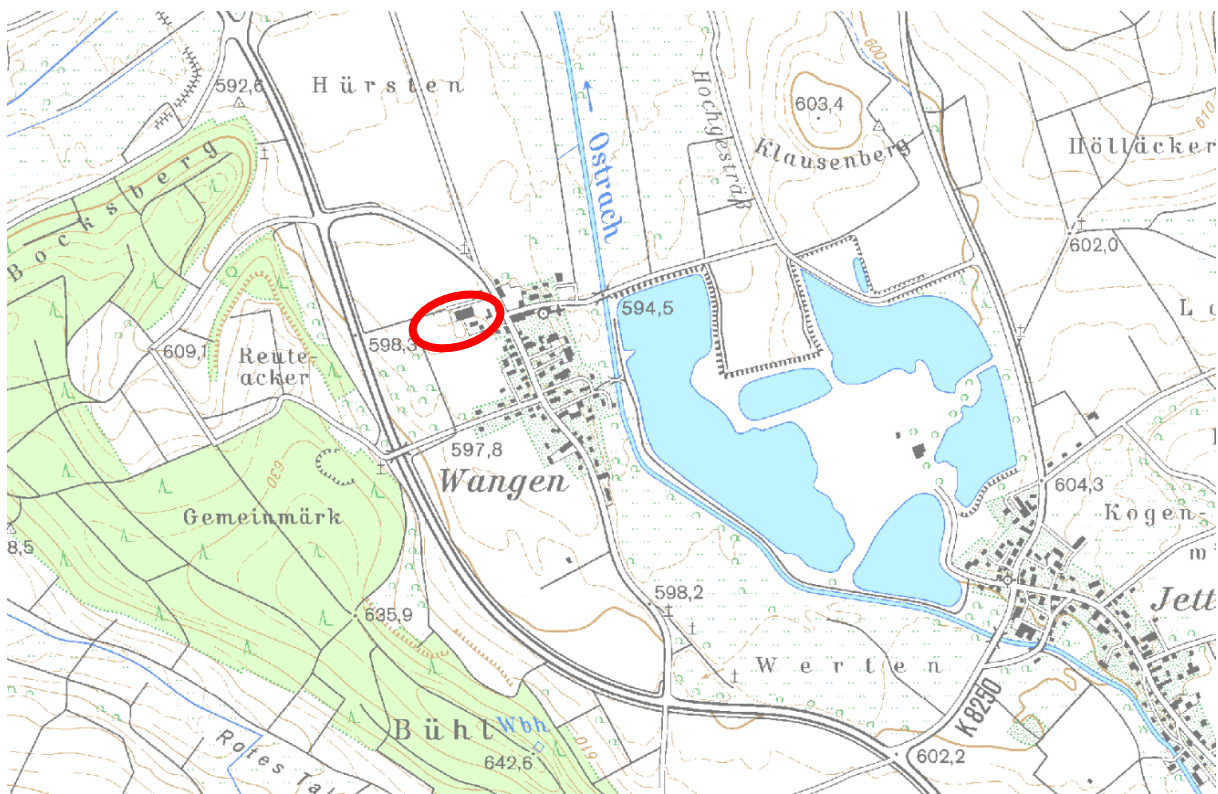 Hürsten
592,6
600
603,4
610
Klausenberg
Höläcker
Hochgesträß
Ostrach
Bocksberg
602,0
594,5
598,3
609,1
Reute-
acker
630
597,8
Wangen
604,3
Gemeinmärk
Kogen-
8,5
598,2
Jett
635,9
Werten
K 8250
Bühl
Wbh
610
642,6
602,2
Rotes Tal